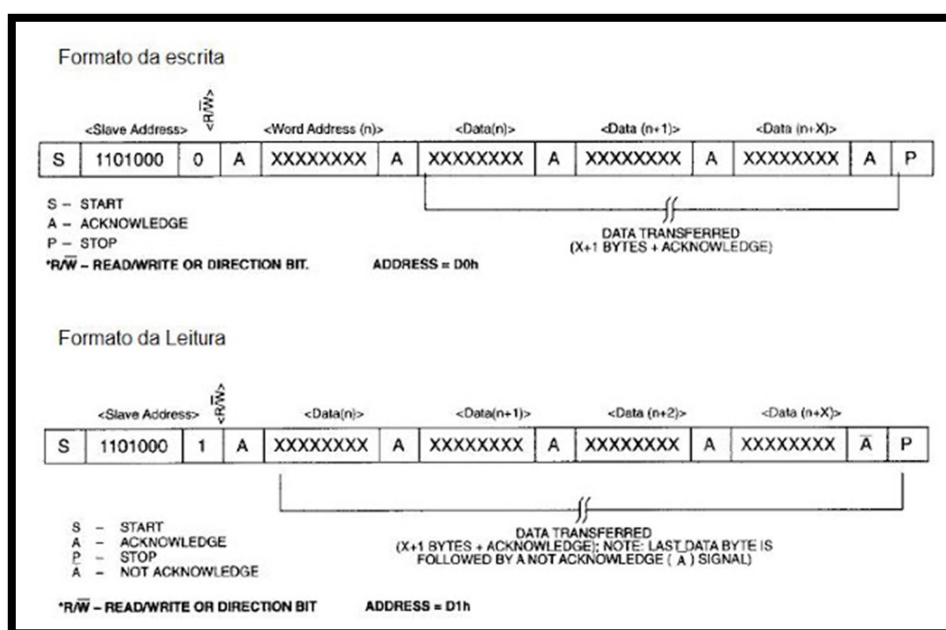 Formato da escrita
<R/W̅>
<Slave Address> <Word Address (n)> <Data(n)> <Data (n+1)> <Data (n+X)>
S 1101000 0 A XXXXXXXX A XXXXXXXX A XXXXXXXX A XXXXXXXX A P
S – START
A – ACKNOWLEDGE
P – STOP
DATA TRANSFERRED
(X+1 BYTES + ACKNOWLEDGE)
*R/W̅ – READ/WRITE OR DIRECTION BIT. ADDRESS = D0h
Formato da Leitura
<R/W̅>
<Slave Address> <Data(n)> <Data(n+1)> <Data (n+2)> <Data (n+X)>
S 1101000 1 A XXXXXXXX A XXXXXXXX A XXXXXXXX A XXXXXXXX A̅ P
S – START
A – ACKNOWLEDGE
P – STOP
A̅ – NOT ACKNOWLEDGE
DATA TRANSFERRED
(X+1 BYTES + ACKNOWLEDGE); NOTE: LAST DATA BYTE IS
FOLLOWED BY A NOT ACKNOWLEDGE ( A̅ ) SIGNAL)
*R/W̅ – READ/WRITE OR DIRECTION BIT ADDRESS = D1h